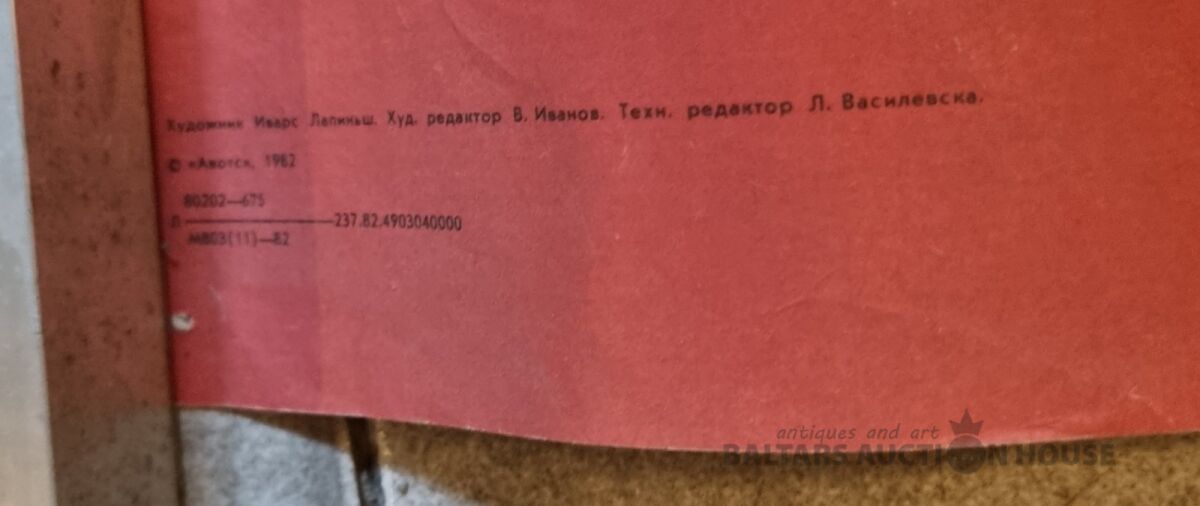 Художник Иварс Лапиньш. Худ. редактор В. Иванов. Техн. редактор Л. Василевска.
© «Авотс», 1982
80202—675
Л ————— 237.82.4903040000
М803(11)—82
antiques and art
BALTARS AUCTION HOUSE